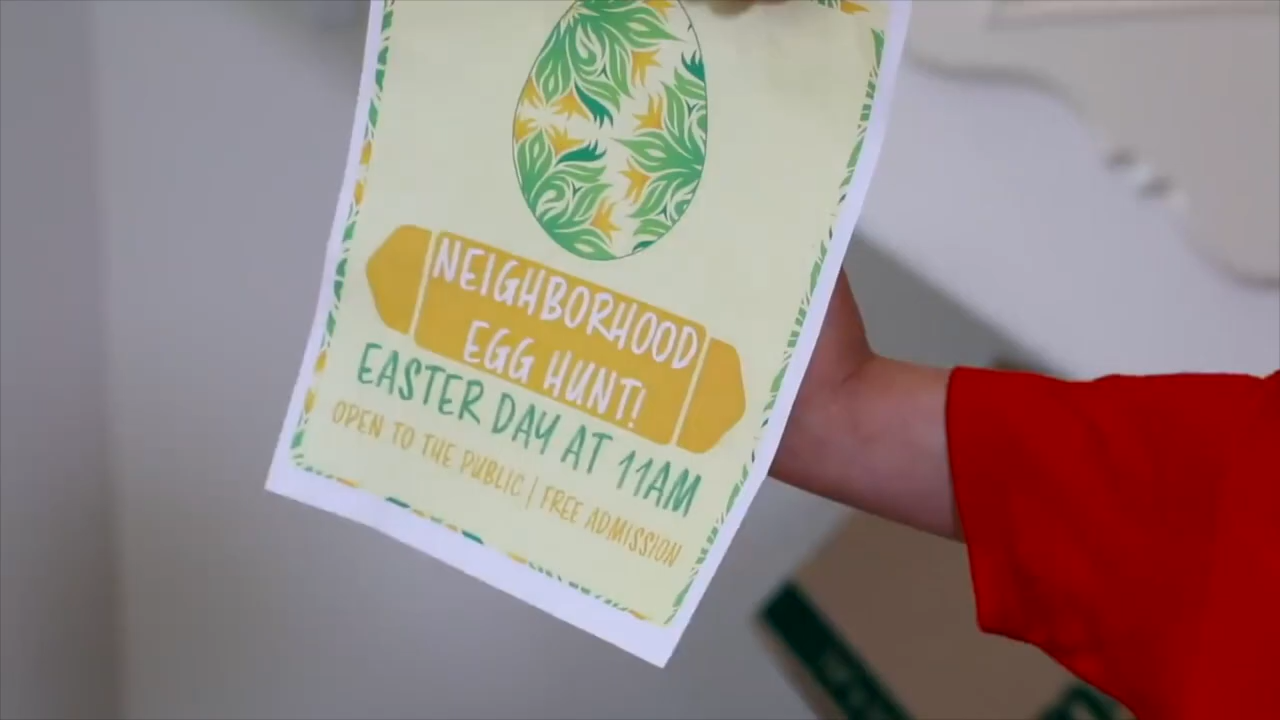 NEIGHBORHOOD
EGG HUNT!
EASTER DAY AT 11AM
OPEN TO THE PUBLIC | FREE ADMISSION